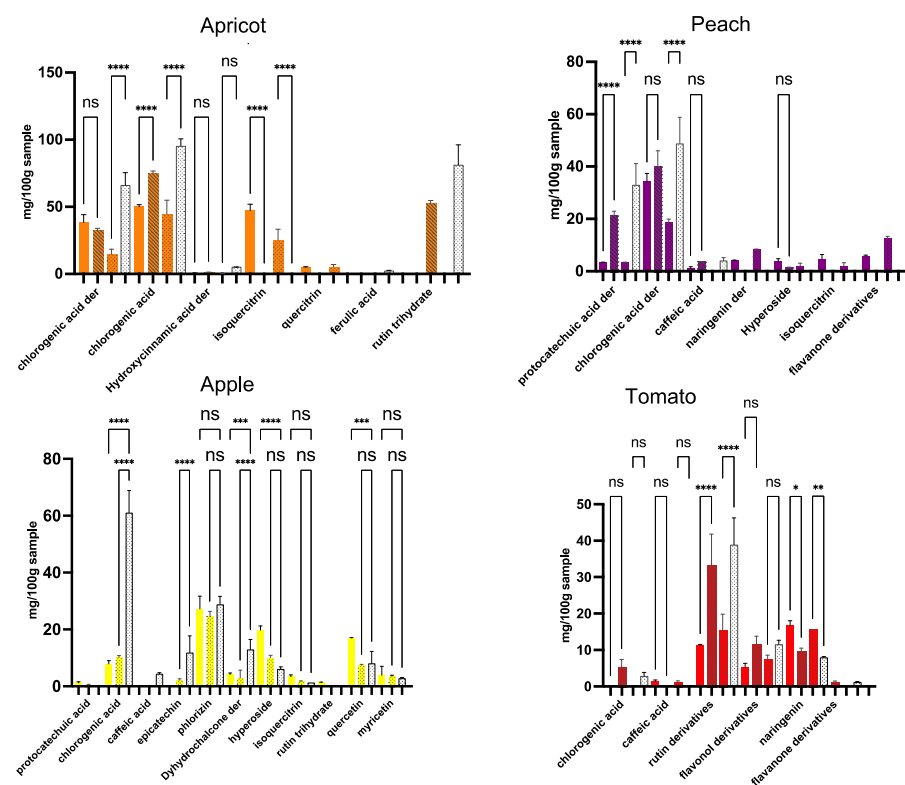 Apricot
ns
****
****
****
ns
ns
****
****
150
100
50
0
mg/100g sample
chlorogenic acid der
chlorogenic acid
Hydroxycinnamic acid der
isoquercitrin
quercitrin
ferulic acid
rutin trihydrate
Peach
****
****
ns
****
ns
ns
80
60
40
20
0
mg/100g sample
protocatechuic acid der
chlorogenic acid der
caffeic acid
naringenin der
Hyperoside
isoquercitrin
flavanone derivatives
Apple
****
****
****
ns
ns
***
****
****
ns
ns
ns
***
ns
ns
ns
80
60
40
20
0
mg/100g sample
protocatechuic acid
chlorogenic acid
caffeic acid
epicatechin
phlorizin
Dyhydrochalcone der
hyperoside
isoquercitrin
rutin trihydrate
quercetin
myricetin
Tomato
ns
ns
ns
ns
****
****
ns
ns
*
**
50
40
30
20
10
0
mg/100g sample
chlorogenic acid
caffeic acid
rutin derivatives
flavonol derivatives
naringenin
flavanone derivatives